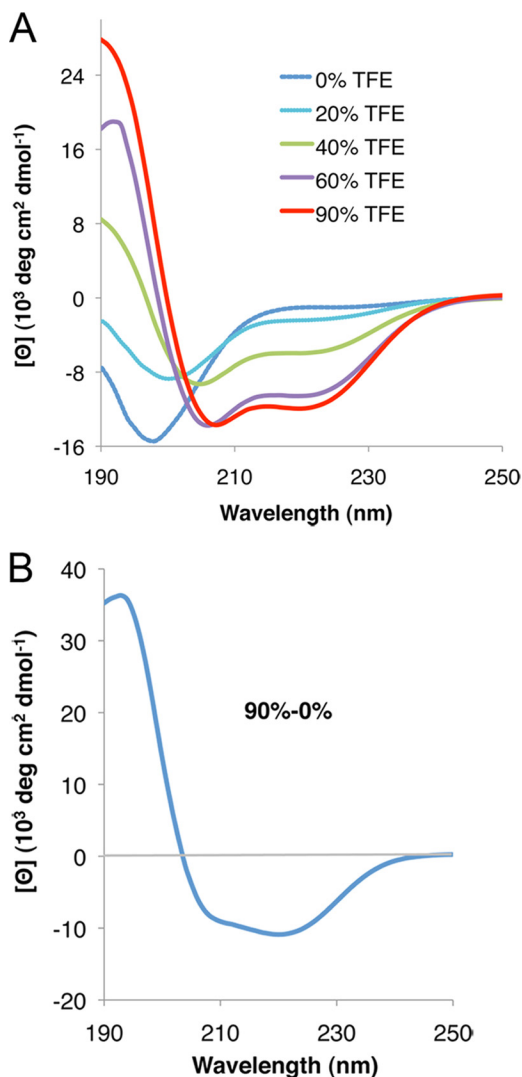 A
24
16
8
0
-8
-16
[Θ] (10³ deg cm² dmol⁻¹)
0% TFE
20% TFE
40% TFE
60% TFE
90% TFE
190
210
230
250
Wavelength (nm)
B
40
30
20
10
0
-10
-20
[Θ] (10³ deg cm² dmol⁻¹)
90%-0%
190
210
230
250
Wavelength (nm)